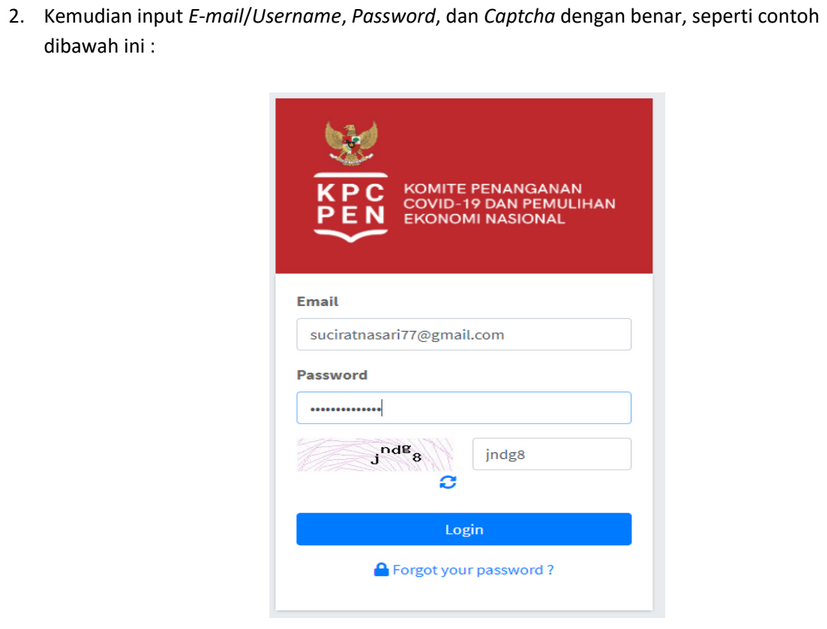 2. Kemudian input E-mail/Username, Password, dan Captcha dengan benar, seperti contoh
dibawah ini :
KPC
PEN
KOMITE PENANGANAN
COVID-19 DAN PEMULIHAN
EKONOMI NASIONAL
Email
suciratnasari77@gmail.com
Password
••••••••••••••
jndg8
jndg8
Login
Forgot your password ?